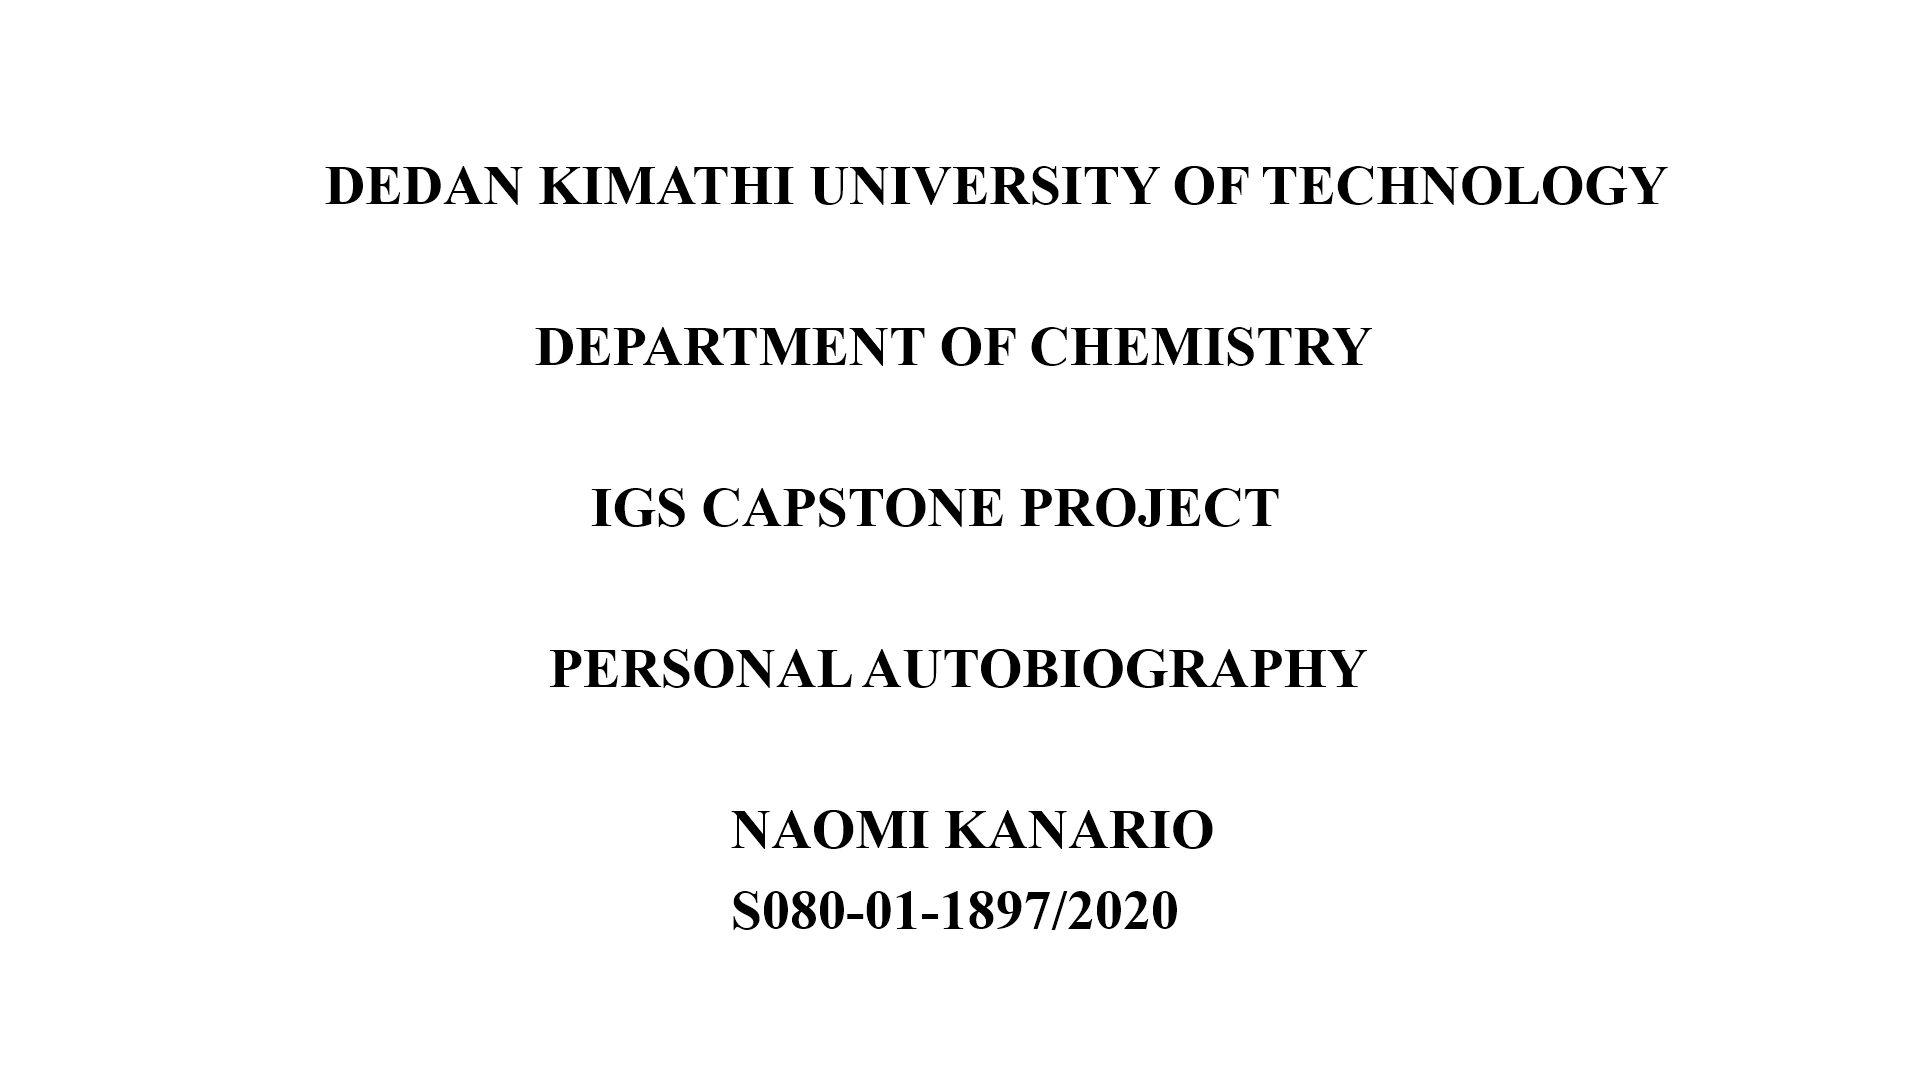 DEDAN KIMATHI UNIVERSITY OF TECHNOLOGY
DEPARTMENT OF CHEMISTRY
IGS CAPSTONE PROJECT
PERSONAL AUTOBIOGRAPHY
NAOMI KANARIO
S080-01-1897/2020